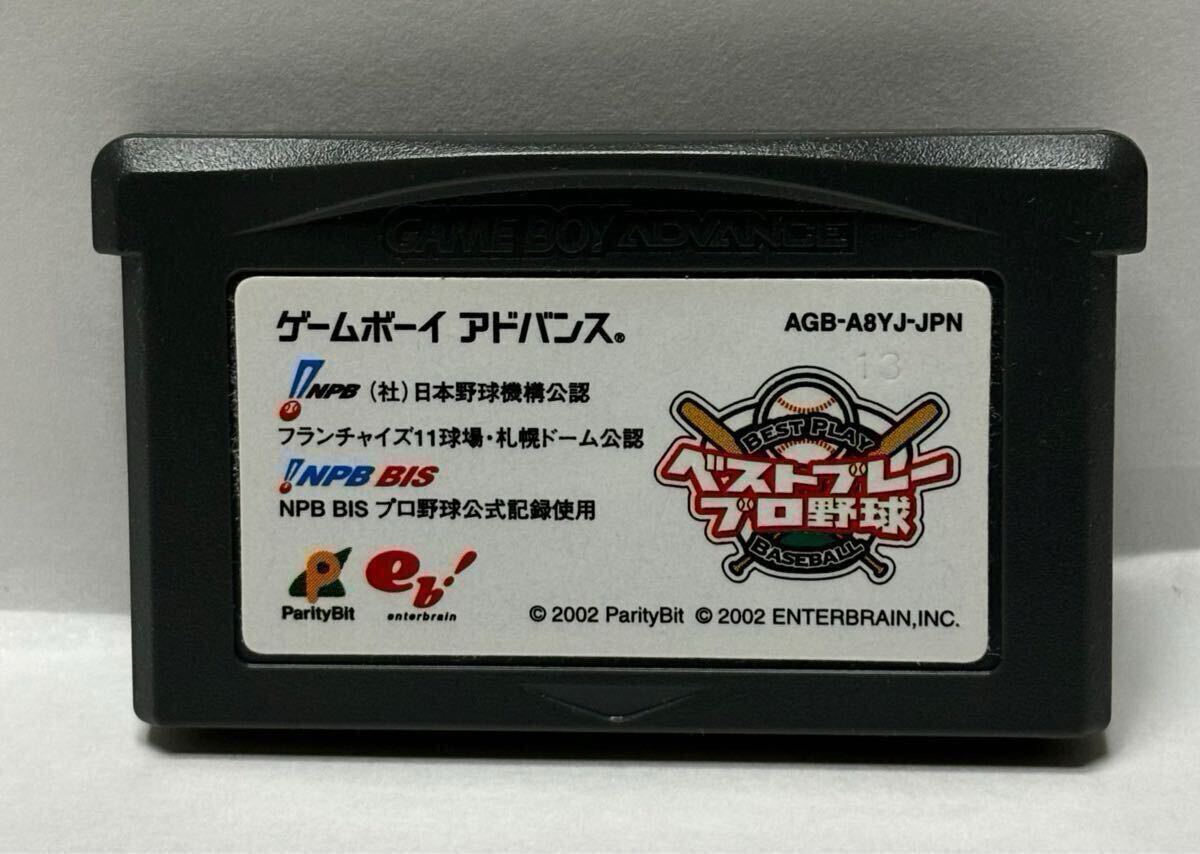 GAME BOY ADVANCE
ゲームボーイ アドバンス®
AGB-A8YJ-JPN
13
NPB (社)日本野球機構公認
フランチャイズ11球場・札幌ドーム公認
NPB BIS
NPB BIS プロ野球公式記録使用
BEST PLAY
ベストプレー
プロ野球
BASEBALL
ParityBit
eb!
enterbrain
© 2002 ParityBit © 2002 ENTERBRAIN,INC.